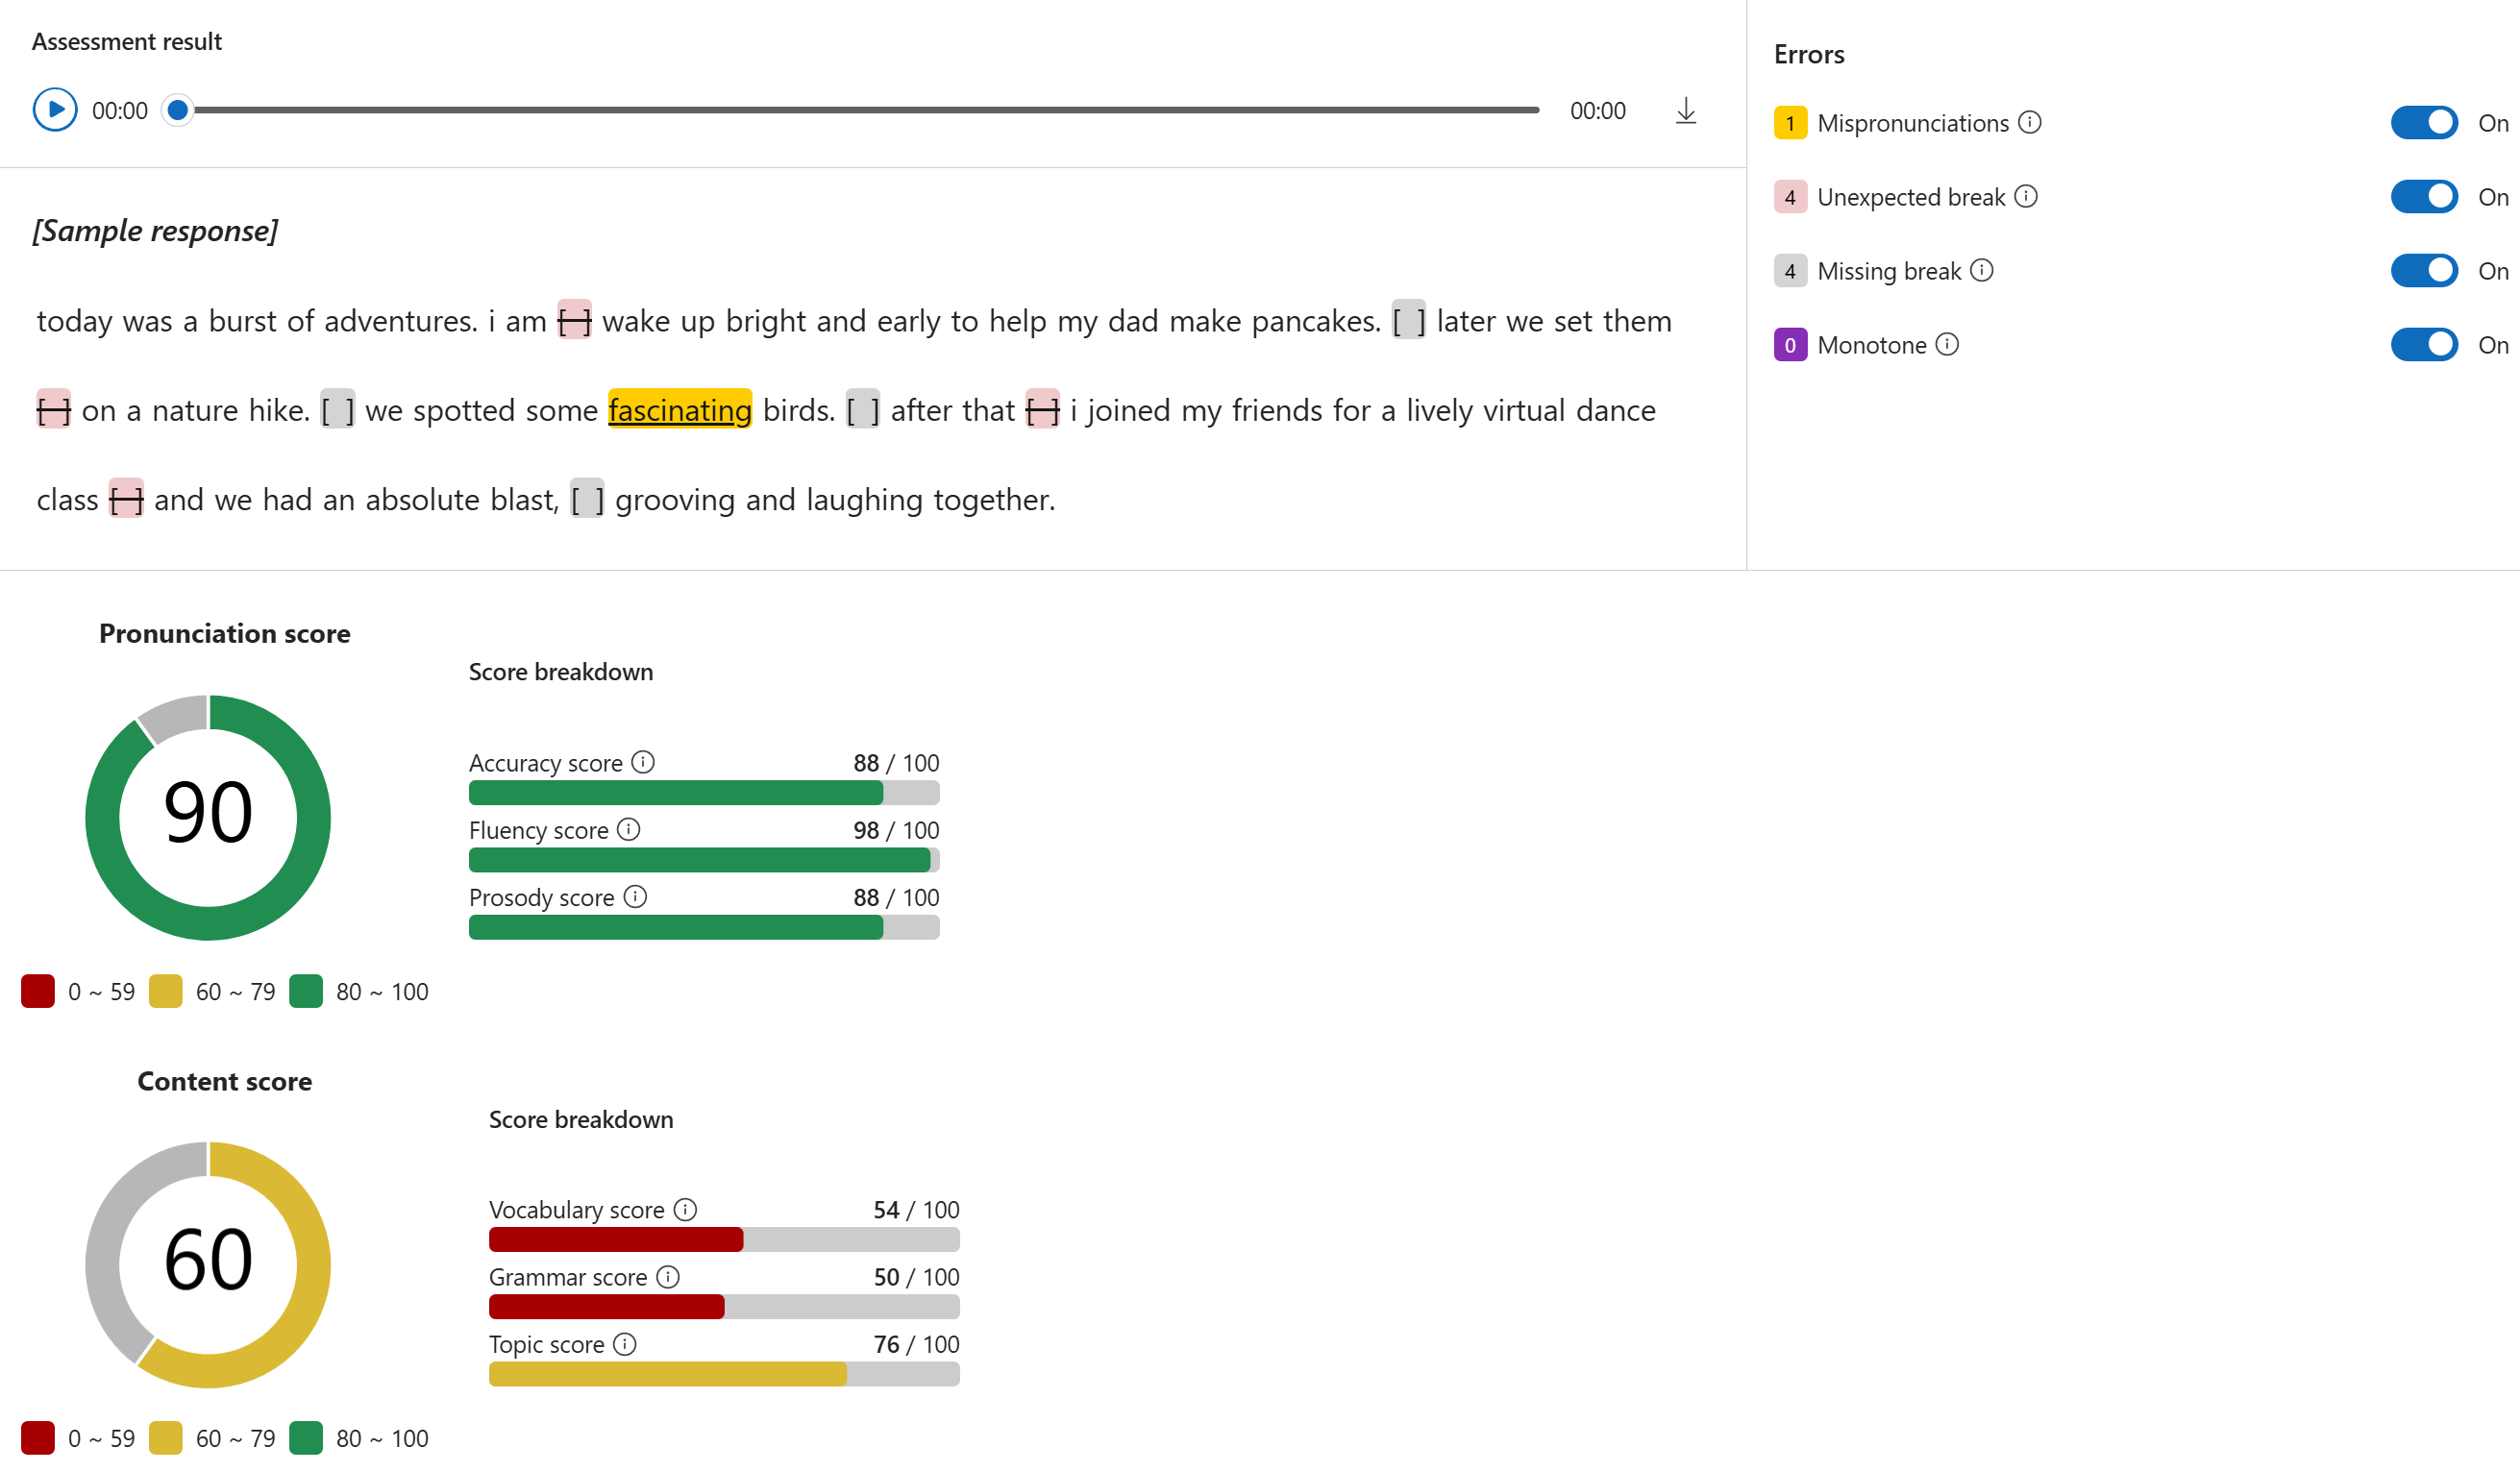 Assessment result
00:00 00:00
[Sample response]
today was a burst of adventures. i am [ ] wake up bright and early to help my dad make pancakes. [ ] later we set them
[ ] on a nature hike. [ ] we spotted some fascinating birds. [ ] after that [ ] i joined my friends for a lively virtual dance
class [ ] and we had an absolute blast, [ ] grooving and laughing together.
Errors
1 Mispronunciations On
4 Unexpected break On
4 Missing break On
0 Monotone On
Pronunciation score
90
0 ~ 59 60 ~ 79 80 ~ 100
Score breakdown
Accuracy score 88 / 100
Fluency score 98 / 100
Prosody score 88 / 100
Content score
60
0 ~ 59 60 ~ 79 80 ~ 100
Score breakdown
Vocabulary score 54 / 100
Grammar score 50 / 100
Topic score 76 / 100